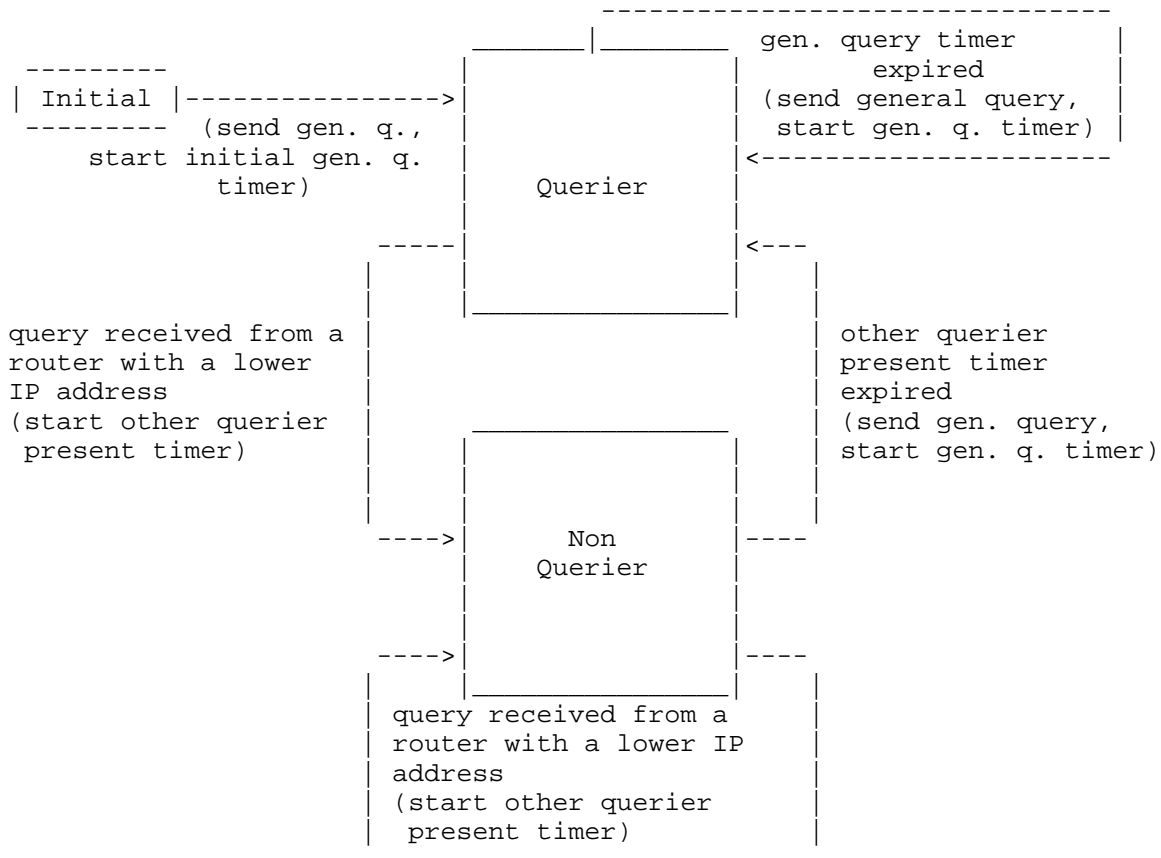 gen. query timer
expired
(send general query,
start gen. q. timer)
Initial
(send gen. q.,
start initial gen. q.
timer)
Querier
query received from a
router with a lower
IP address
(start other querier
present timer)
other querier
present timer
expired
(send gen. query,
start gen. q. timer)
Non
Querier
query received from a
router with a lower IP
address
(start other querier
present timer)